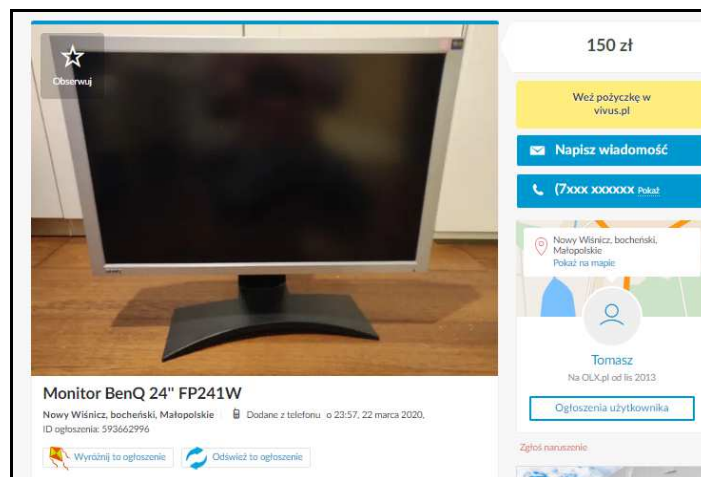 Obserwuj
150 zł
Weź pożyczkę w
vivus.pl
Napisz wiadomość
(7xxx xxxxxx Pokaż
Nowy Wiśnicz, bocheński,
Małopolskie
Pokaż na mapie
Tomasz
Na OLX.pl od lis 2013
Ogłoszenia użytkownika
Zgłoś naruszenie
Monitor BenQ 24" FP241W
Nowy Wiśnicz, bocheński, Małopolskie Dodane z telefonu o 23:57, 22 marca 2020,
ID ogłoszenia: 593662996
Wyróżnij to ogłoszenie Odśwież to ogłoszenie